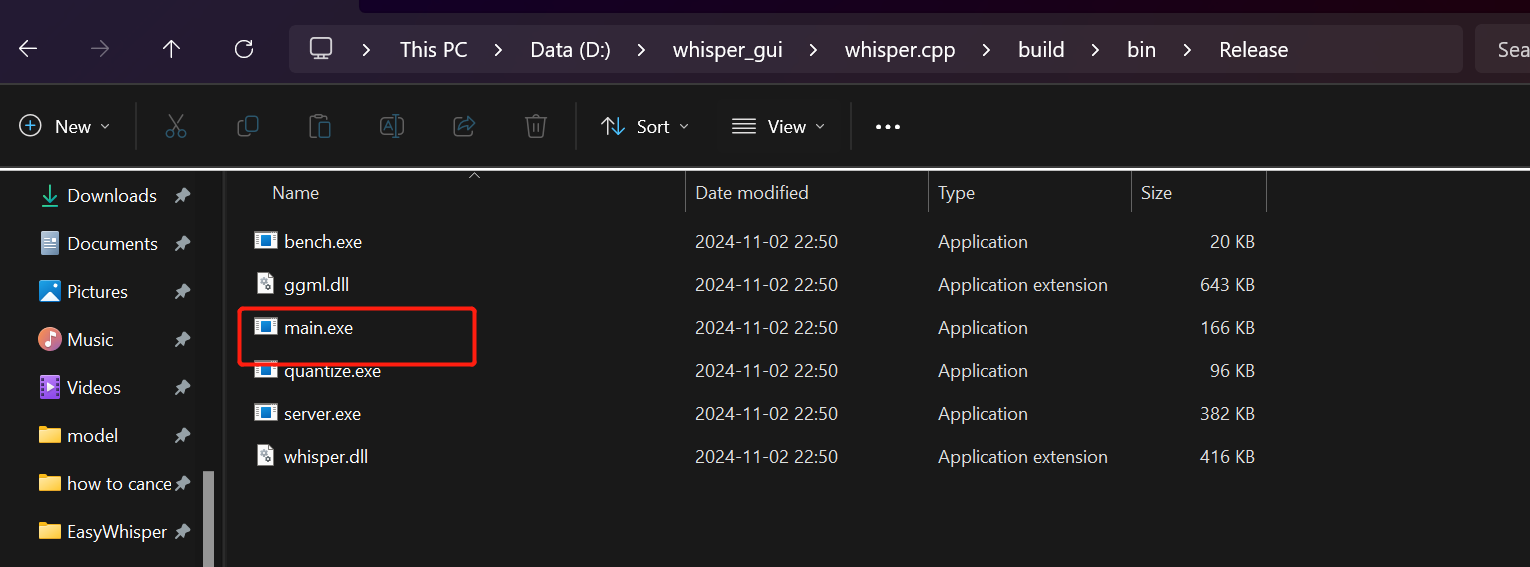 This PC > Data (D:) > whisper_gui > whisper.cpp > build > bin > Release
Sea
New Sort View
Downloads
Documents
Pictures
Music
Videos
model
how to cance
EasyWhisper
Name Date modified Type Size
bench.exe 2024-11-02 22:50 Application 20 KB
ggml.dll 2024-11-02 22:50 Application extension 643 KB
main.exe 2024-11-02 22:50 Application 166 KB
quantize.exe 2024-11-02 22:50 Application 96 KB
server.exe 2024-11-02 22:50 Application 382 KB
whisper.dll 2024-11-02 22:50 Application extension 416 KB